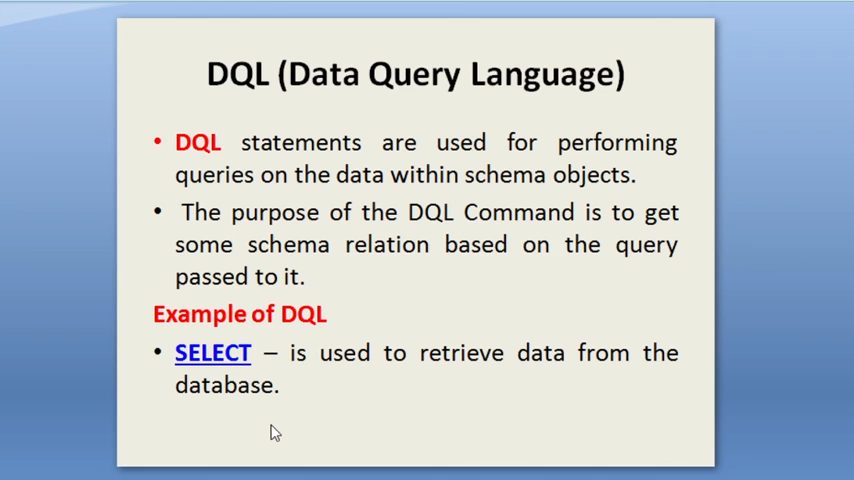 DQL (Data Query Language)
• DQL statements are used for performing
queries on the data within schema objects.
• The purpose of the DQL Command is to get
some schema relation based on the query
passed to it.
Example of DQL
• SELECT – is used to retrieve data from the
database.